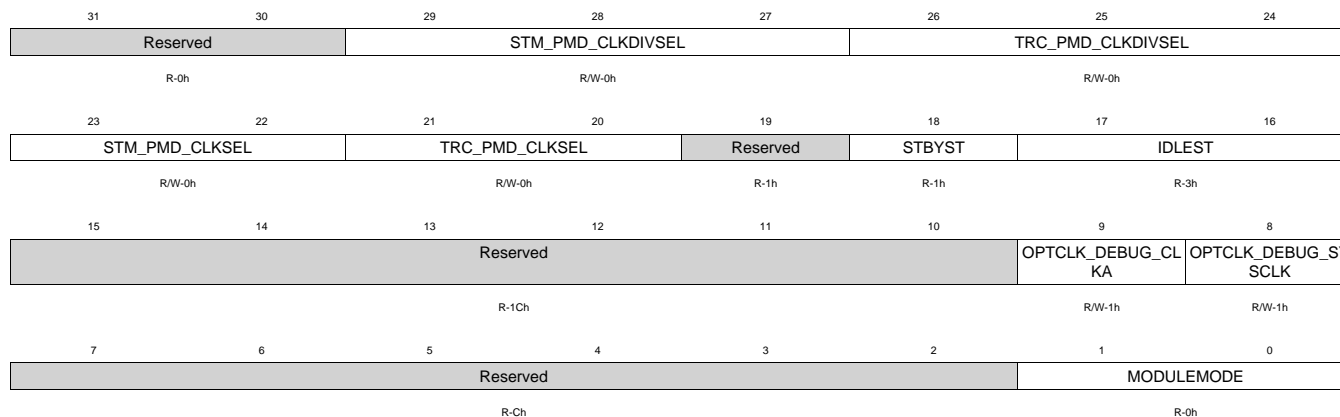 31 30 29 28 27 26 25 24
Reserved STM_PMD_CLKDIVSEL TRC_PMD_CLKDIVSEL
R-0h R/W-0h R/W-0h
23 22 21 20 19 18 17 16
STM_PMD_CLKSEL TRC_PMD_CLKSEL Reserved STBYST IDLEST
R/W-0h R/W-0h R-1h R-1h R-3h
15 14 13 12 11 10 9 8
Reserved OPTCLK_DEBUG_CL OPTCLK_DEBUG_S
KA SCLK
R-1Ch R/W-1h R/W-1h
7 6 5 4 3 2 1 0
Reserved MODULEMODE
R-Ch R-0h